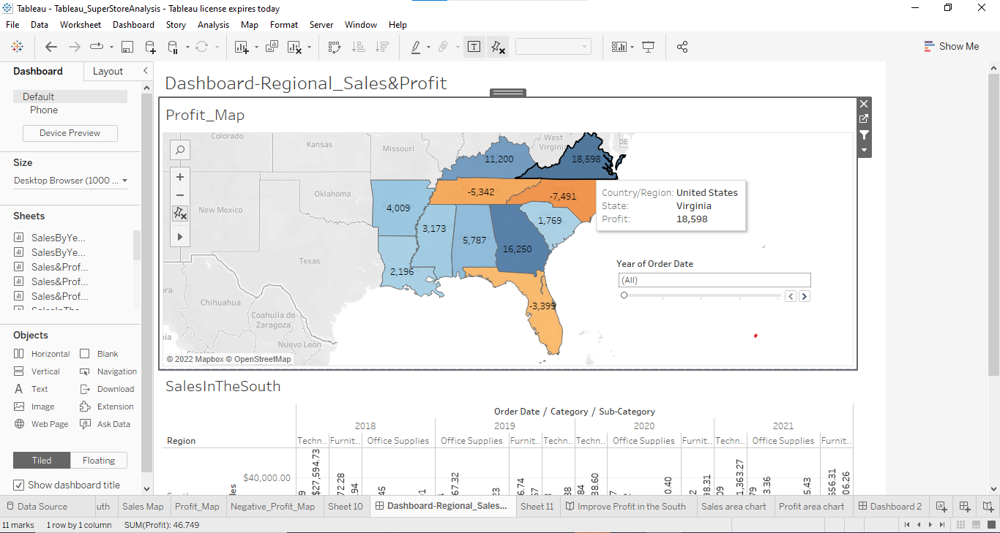 Tableau - Tableau_SuperStoreAnalysis - Tableau license expires today
File Data Worksheet Dashboard Story Analysis Map Format Server Window Help
Show Me
Dashboard Layout
Default
Phone
Device Preview
Size
Desktop Browser (1000 ...
Sheets
SalesByYe...
SalesByYe...
Sales&Prof...
Sales&Prof...
Sales&Prof...
Objects
Horizontal Blank
Vertical Navigation
Text Download
Image Extension
Web Page Ask Data
Tiled Floating
Show dashboard title
Dashboard-Regional_Sales&Profit
Profit_Map
Colorado
Kansas
Missouri
West
Virginia
DE
Oklahoma
New Mexico
Texas
Chihuahua
Coahuila de
Zaragoza
Nuevo León
11,200
18,598
-5,342
-7,491
4,009
3,173
5,787
16,250
1,769
2,196
-3,399
Country/Region: United States
State: Virginia
Profit: 18,598
Year of Order Date
(All)
© 2022 Mapbox © OpenStreetMap
SalesInTheSouth
Order Date / Category / Sub-Category
2018 2019 2020 2021
Region
Techn.. Furnit.. Office Supplies Office Supplies Furnit.. Techn.. Techn.. Office Supplies Furnit.. Techn.. Office Supplies Furnit..
$40,000.00
$27,594.73
Data Source uth Sales Map Profit_Map Negative_Profit_Map Sheet 10 Dashboard-Regional_Sales... Sheet 11 Improve Profit in the South Sales area chart Profit area chart Dashboard 2
11 marks 1 row by 1 column SUM(Profit): 46,749